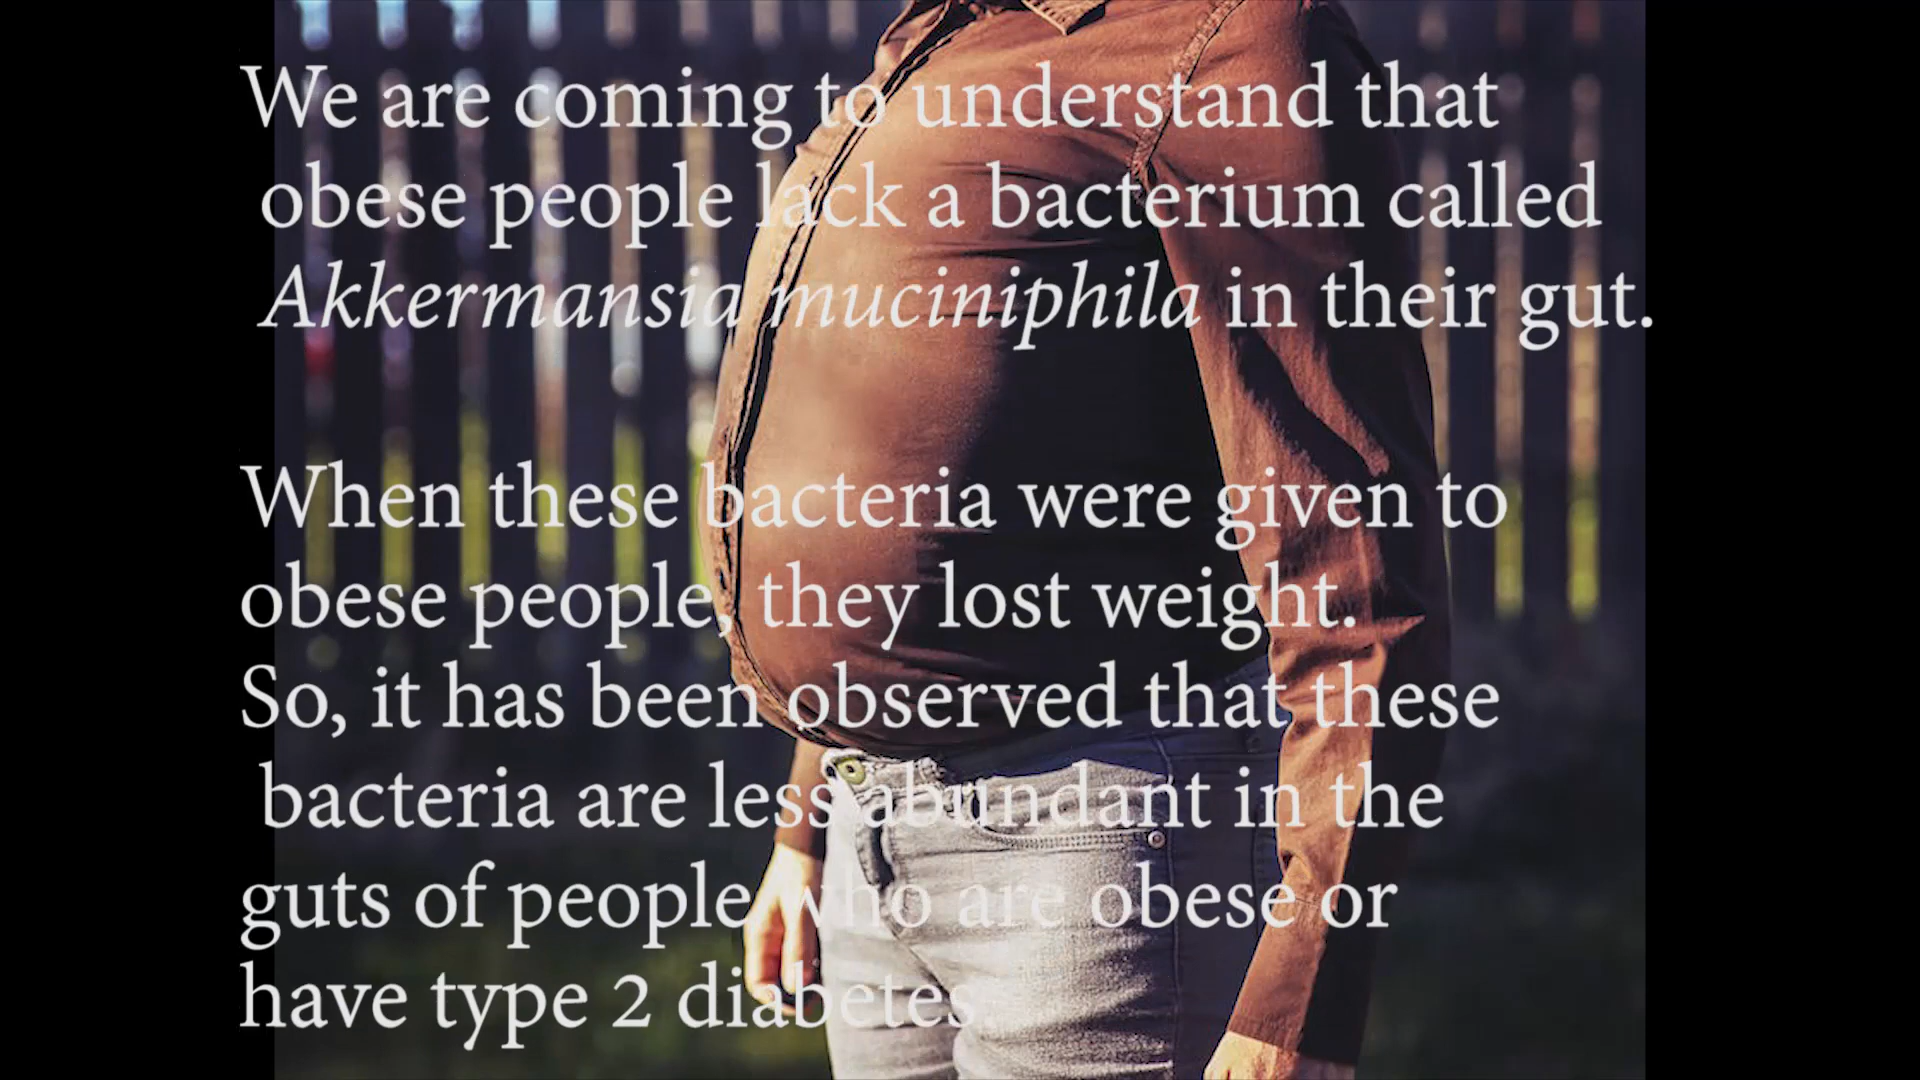 We are coming to understand that
obese people lack a bacterium called
Akkermansia muciniphila in their gut.
When these bacteria were given to
obese people, they lost weight.
So, it has been observed that these
bacteria are less abundant in the
guts of people who are obese or
have type 2 diabetes.